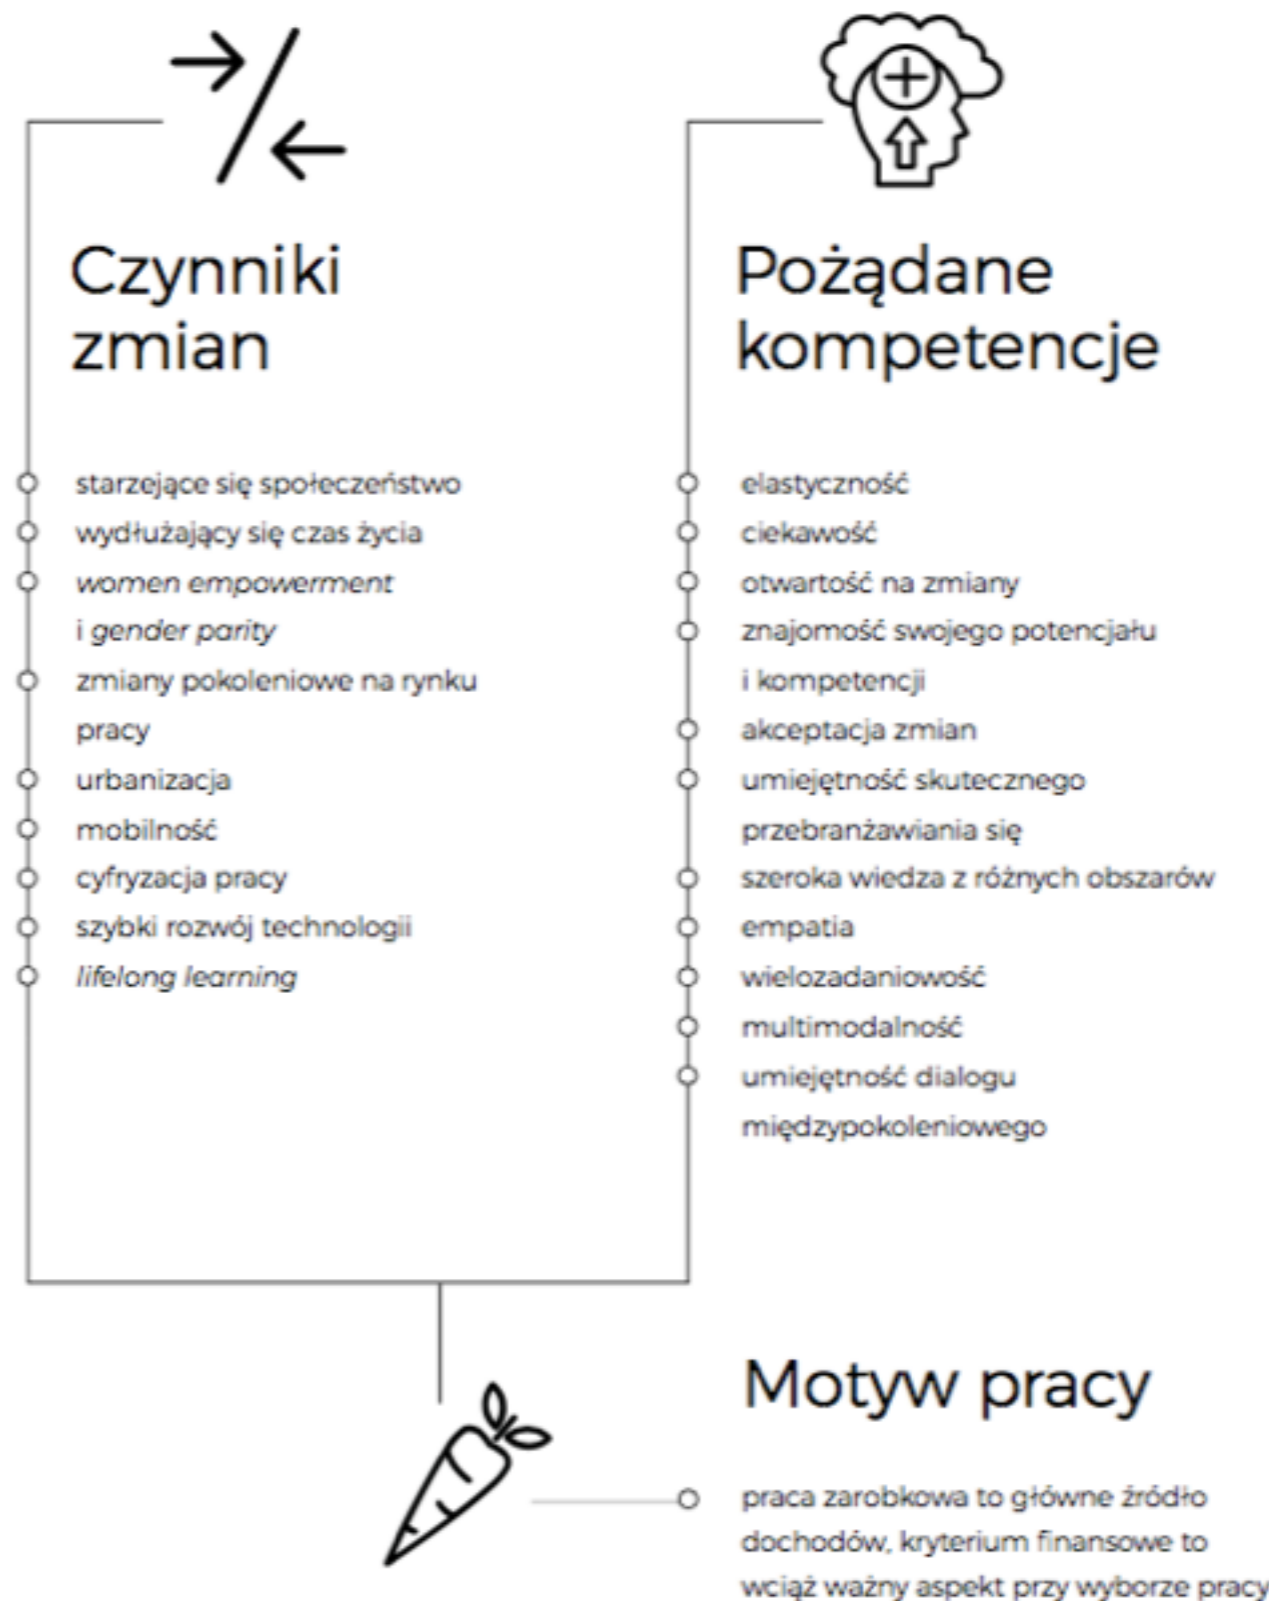 Czynniki
zmian
starzejące się społeczeństwo
wydłużający się czas życia
women empowerment
i gender parity
zmiany pokoleniowe na rynku
pracy
urbanizacja
mobilność
cyfryzacja pracy
szybki rozwój technologii
lifelong learning
Pożądane
kompetencje
elastyczność
ciekawość
otwartość na zmiany
znajomość swojego potencjału
i kompetencji
akceptacja zmian
umiejętność skutecznego
przebranżawiania się
szeroka wiedza z różnych obszarów
empatia
wielozadaniowość
multimodalność
umiejętność dialogu
międzypokoleniowego
Motyw pracy
praca zarobkowa to główne źródło
dochodów, kryterium finansowe to
wciąż ważny aspekt przy wyborze pracy